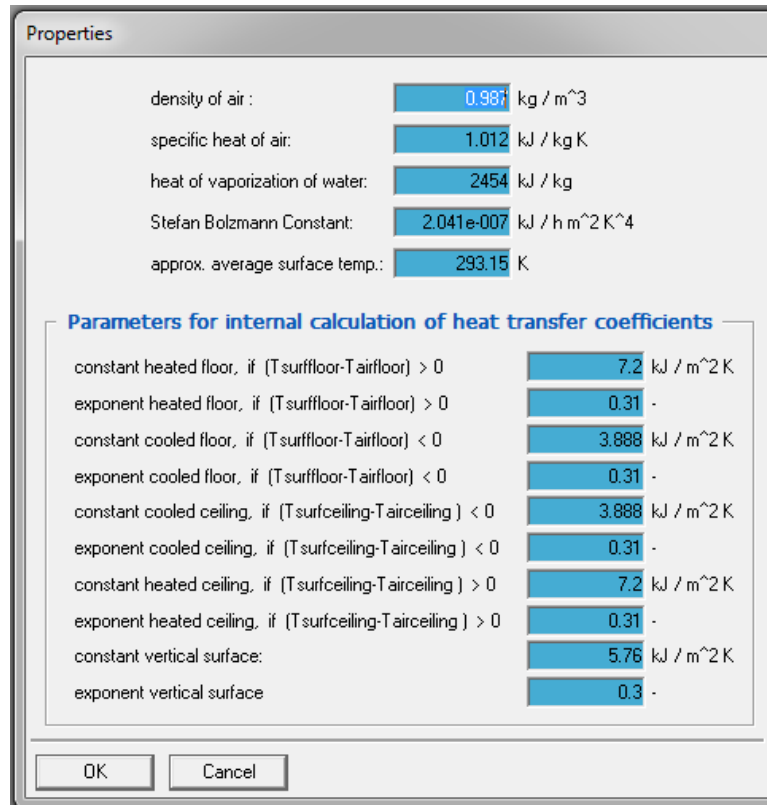 Properties
density of air : 0.987 kg / m^3
specific heat of air: 1.012 kJ / kg K
heat of vaporization of water: 2454 kJ / kg
Stefan Bolzmann Constant: 2.041e-007 kJ / h m^2 K^4
approx. average surface temp.: 293.15 K
Parameters for internal calculation of heat transfer coefficients
constant heated floor, if (Tsurffloor-Tairfloor) > 0 7.2 kJ / m^2 K
exponent heated floor, if (Tsurffloor-Tairfloor) > 0 0.31 -
constant cooled floor, if (Tsurffloor-Tairfloor) < 0 3.888 kJ / m^2 K
exponent cooled floor, if (Tsurffloor-Tairfloor) < 0 0.31 -
constant cooled ceiling, if (Tsurfceiling-Tairceiling ) < 0 3.888 kJ / m^2 K
exponent cooled ceiling, if (Tsurfceiling-Tairceiling ) < 0 0.31 -
constant heated ceiling, if (Tsurfceiling-Tairceiling ) > 0 7.2 kJ / m^2 K
exponent heated ceiling, if (Tsurfceiling-Tairceiling ) > 0 0.31 -
constant vertical surface: 5.76 kJ / m^2 K
exponent vertical surface 0.3 -
OK Cancel